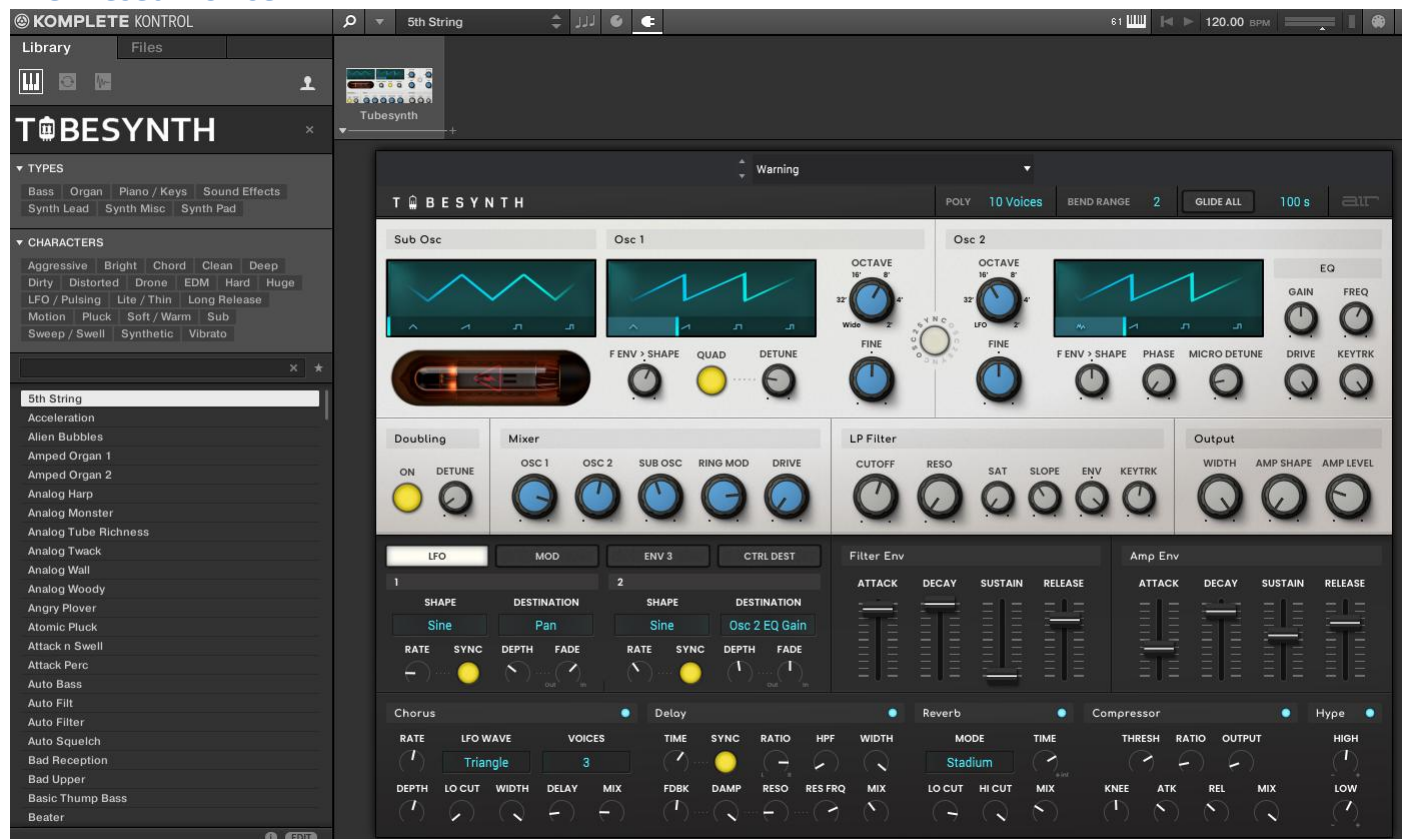 KOMPLETE KONTROL
5th String
61
120.00 BPM
Library Files
TUBESYNTH
Tubesynth
TYPES
Bass Organ Piano / Keys Sound Effects
Synth Lead Synth Misc Synth Pad
CHARACTERS
Aggressive Bright Chord Clean Deep
Dirty Distorted Drone EDM Hard Huge
LFO / Pulsing Lite / Thin Long Release
Motion Pluck Soft / Warm Sub
Sweep / Swell Synthetic Vibrato
5th String
Acceleration
Alien Bubbles
Amped Organ 1
Amped Organ 2
Analog Harp
Analog Monster
Analog Tube Richness
Analog Twack
Analog Wall
Analog Woody
Angry Plover
Atomic Pluck
Attack n Swell
Attack Perc
Auto Bass
Auto Filt
Auto Filter
Auto Squelch
Bad Reception
Bad Upper
Basic Thump Bass
Beater
EDIT
Warning
TUBESYNTH
POLY 10 Voices BEND RANGE 2 GLIDE ALL 100 s air
Sub Osc Osc 1 Osc 2
OCTAVE OCTAVE EQ
16' 8' 16' 8'
GAIN FREQ
32' 4' 32' 4'
Wide 2' LFO 2'
OSC2SYNC
FINE FINE
F ENV > SHAPE QUAD DETUNE F ENV > SHAPE PHASE MICRO DETUNE DRIVE KEYTRK
Doubling Mixer LP Filter Output
ON DETUNE OSC 1 OSC 2 SUB OSC RING MOD DRIVE CUTOFF RESO SAT SLOPE ENV KEYTRK WIDTH AMP SHAPE AMP LEVEL
LFO MOD ENV 3 CTRL DEST Filter Env Amp Env
1 2
ATTACK DECAY SUSTAIN RELEASE ATTACK DECAY SUSTAIN RELEASE
SHAPE DESTINATION SHAPE DESTINATION
Sine Pan Sine Osc 2 EQ Gain
RATE SYNC DEPTH FADE RATE SYNC DEPTH FADE
Out In Out In
Chorus Delay Reverb Compressor Hype
RATE LFO WAVE VOICES TIME SYNC RATIO HPF WIDTH MODE TIME THRESH RATIO OUTPUT HIGH
Triangle 3 Stadium
L R +Inf - +
DEPTH LO CUT WIDTH DELAY MIX FDBK DAMP RESO RES FRQ MIX LO CUT HI CUT MIX KNEE ATK REL MIX LOW
- +